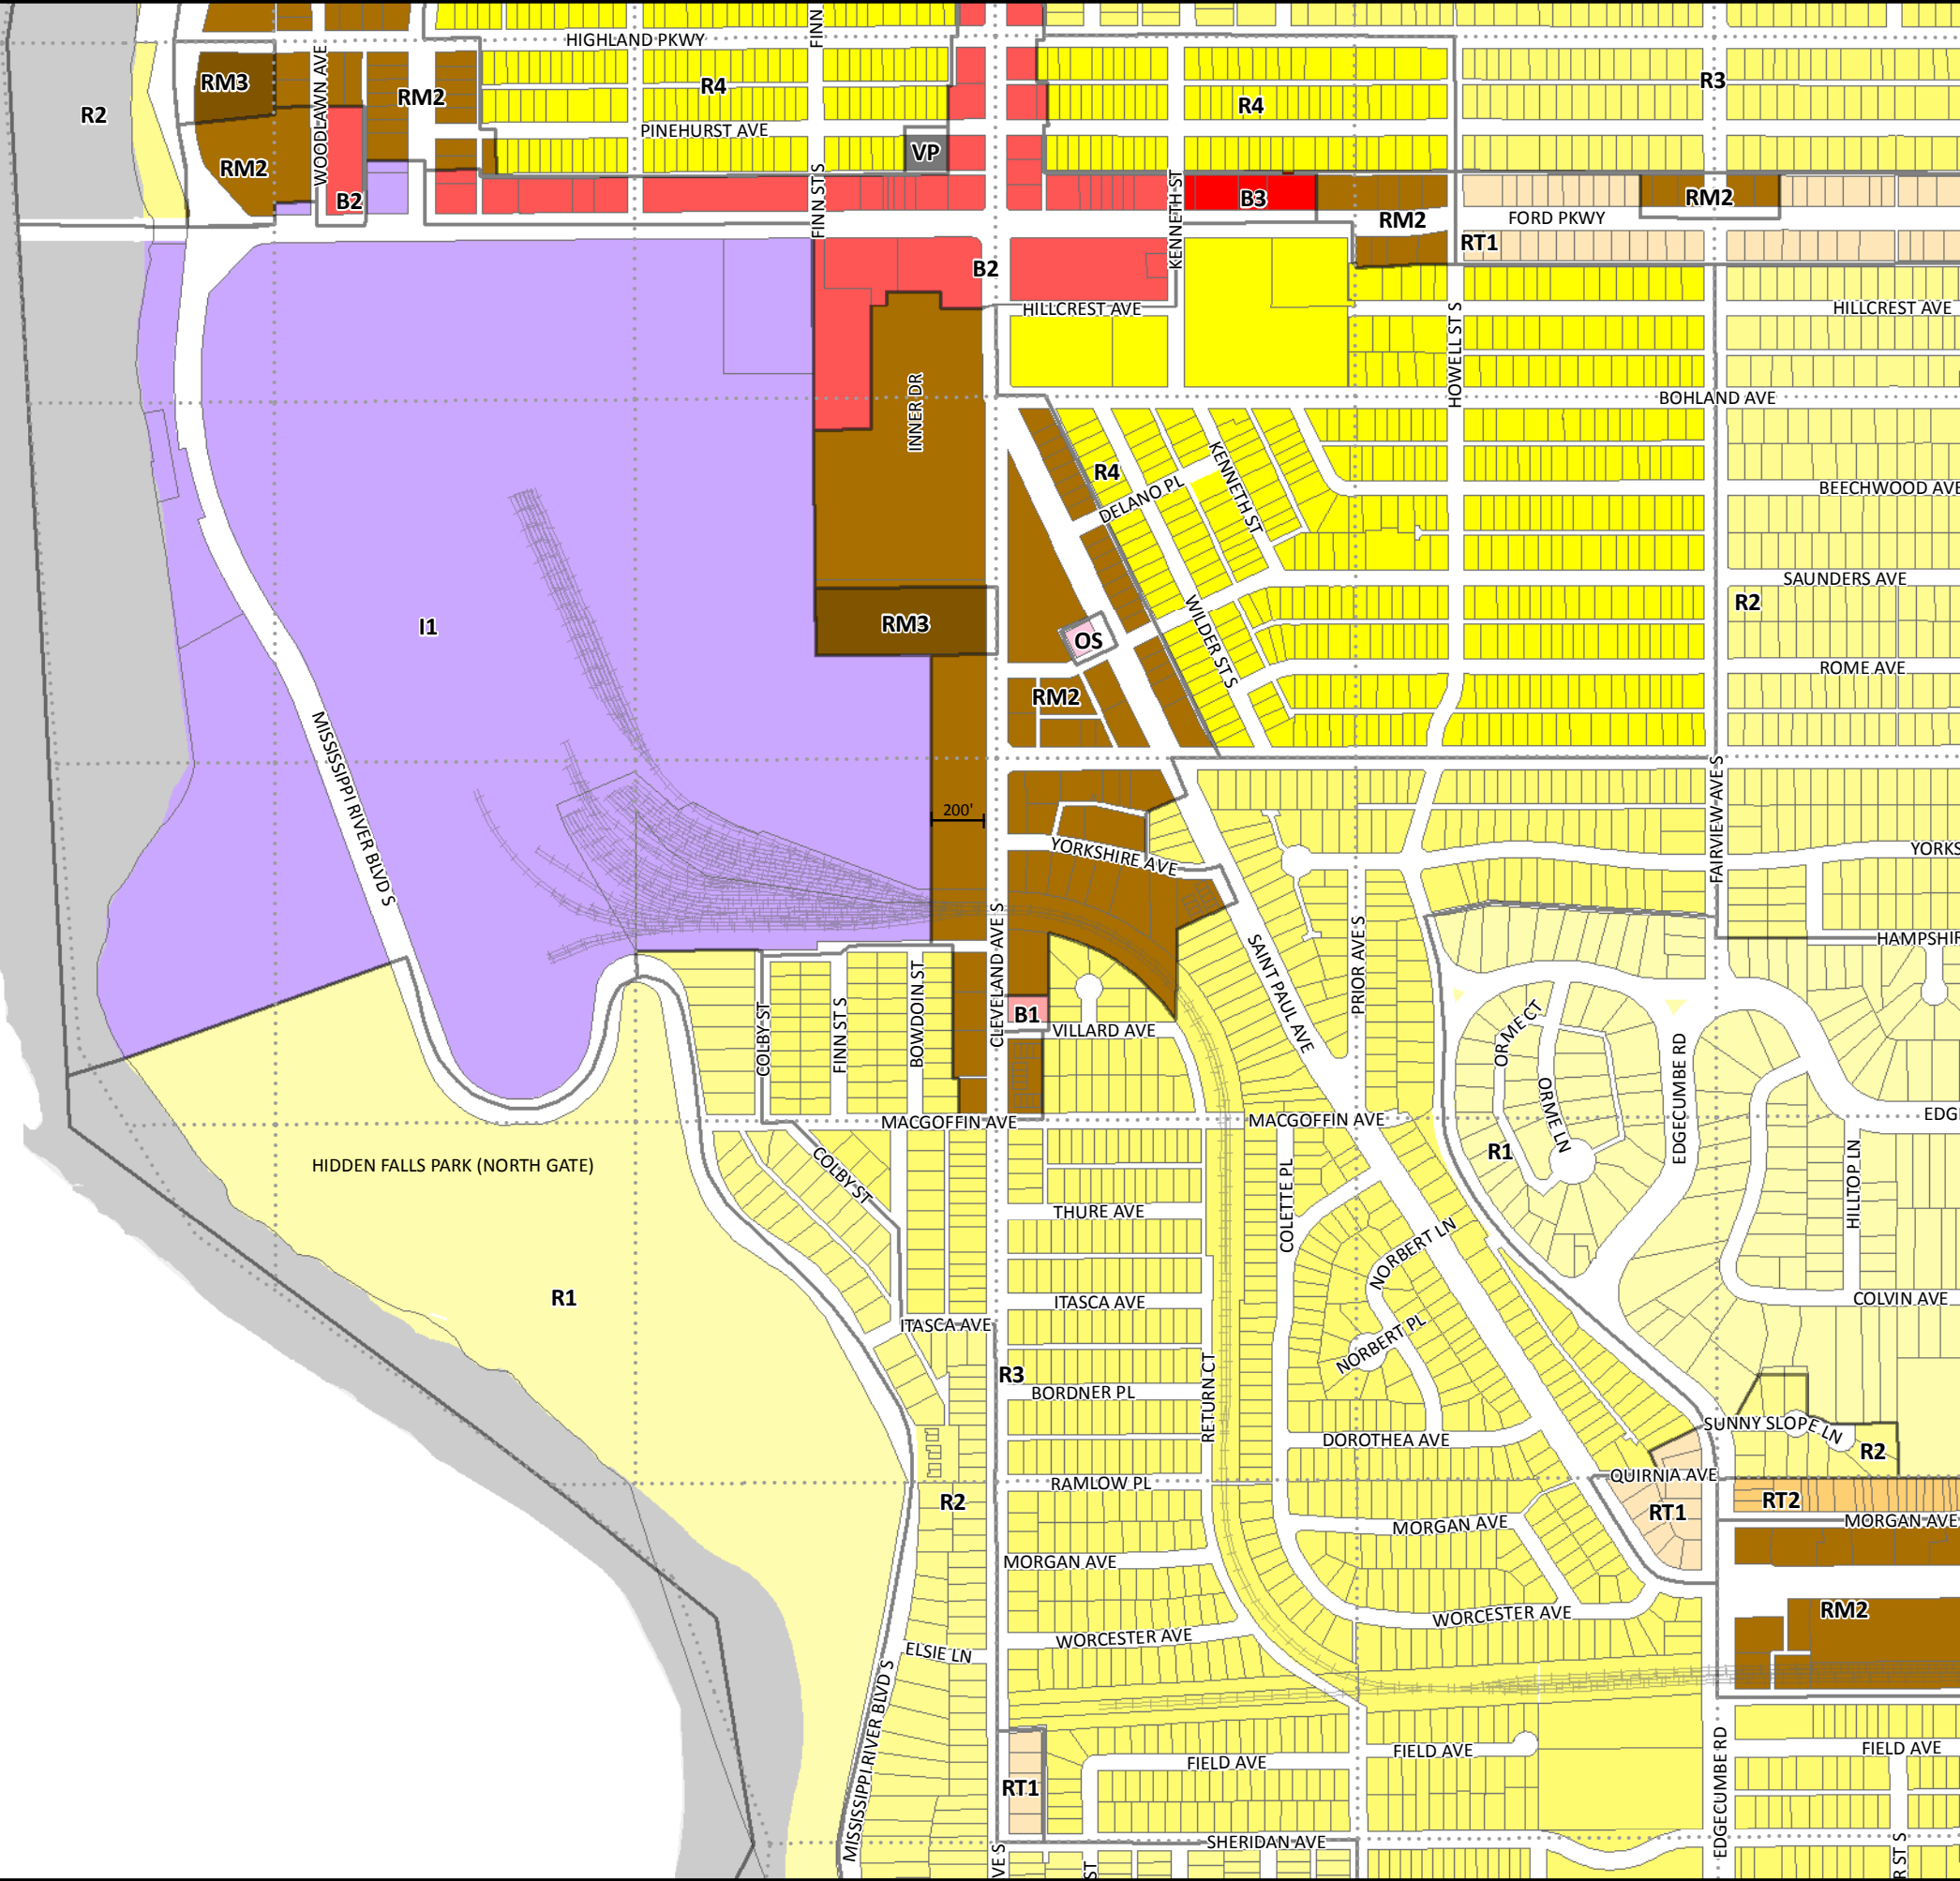 HIGHLAND PKWY
FINN
RM3
WOODLAWN AVE
RM2
R4
R4
R3
R2
PINEHURST AVE
VP
RM2
B2
FINN ST S
KENNETH ST
B3
RM2
RM2
FORD PKWY
RT1
B2
HILLCREST AVE
HILLCREST AVE
HOWELL ST S
INNER DR
BOHLAND AVE
R4
DELANO PL
KENNETH ST
BEECHWOOD AVE
SAUNDERS AVE
R2
I1
RM3
OS
WILDER ST S
ROME AVE
RM2
MISSISSIPPI RIVER BLVD S
200'
YORKSHIRE AVE
FAIRVIEW AVE S
YORKS
HAMPSHIR
CLEVELAND AVE S
SAINT PAUL AVE
PRIOR AVE S
COLBY ST
FINN ST S
BOWDOIN ST
B1
VILLARD AVE
ORME CT
ORME LN
EDGECUMBE RD
MACGOFFIN AVE
MACGOFFIN AVE
EDG
HIDDEN FALLS PARK (NORTH GATE)
COLBY ST
R1
HILLTOP LN
COLETTE PL
THURE AVE
NORBERT LN
R1
ITASCA AVE
COLVIN AVE
ITASCA AVE
NORBERT PL
R3
BORDNER PL
RETURN CT
SUNNY SLOPE LN
DOROTHEA AVE
R2
QUIRNIA AVE
RAMLOW PL
R2
RT2
RT1
MORGAN AVE
MORGAN AVE
MORGAN AVE
RM2
WORCESTER AVE
WORCESTER AVE
ELSIE LN
MISSISSIPPI RIVER BLVD S
EDGECUMBE RD
FIELD AVE
FIELD AVE
FIELD AVE
RT1
SHERIDAN AVE
VE S
ST
R ST S